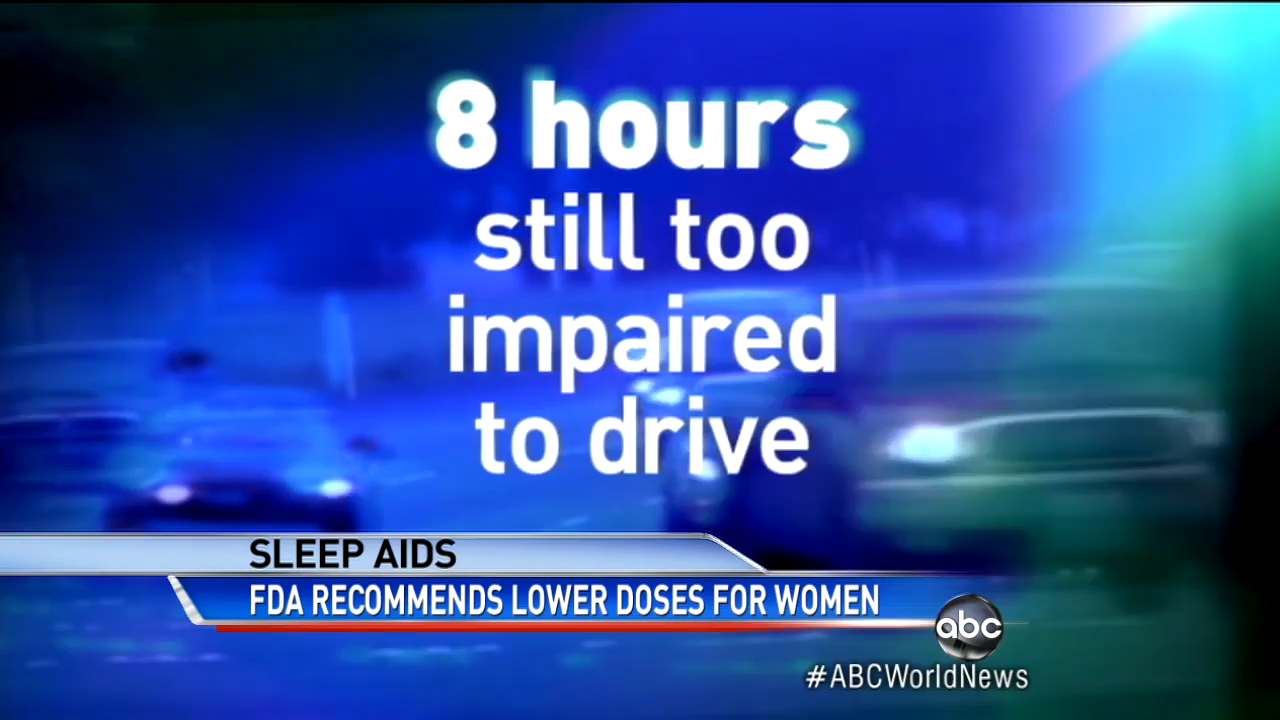 8 hours
still too
impaired
to drive
SLEEP AIDS
FDA RECOMMENDS LOWER DOSES FOR WOMEN
abc
#ABCWorldNews